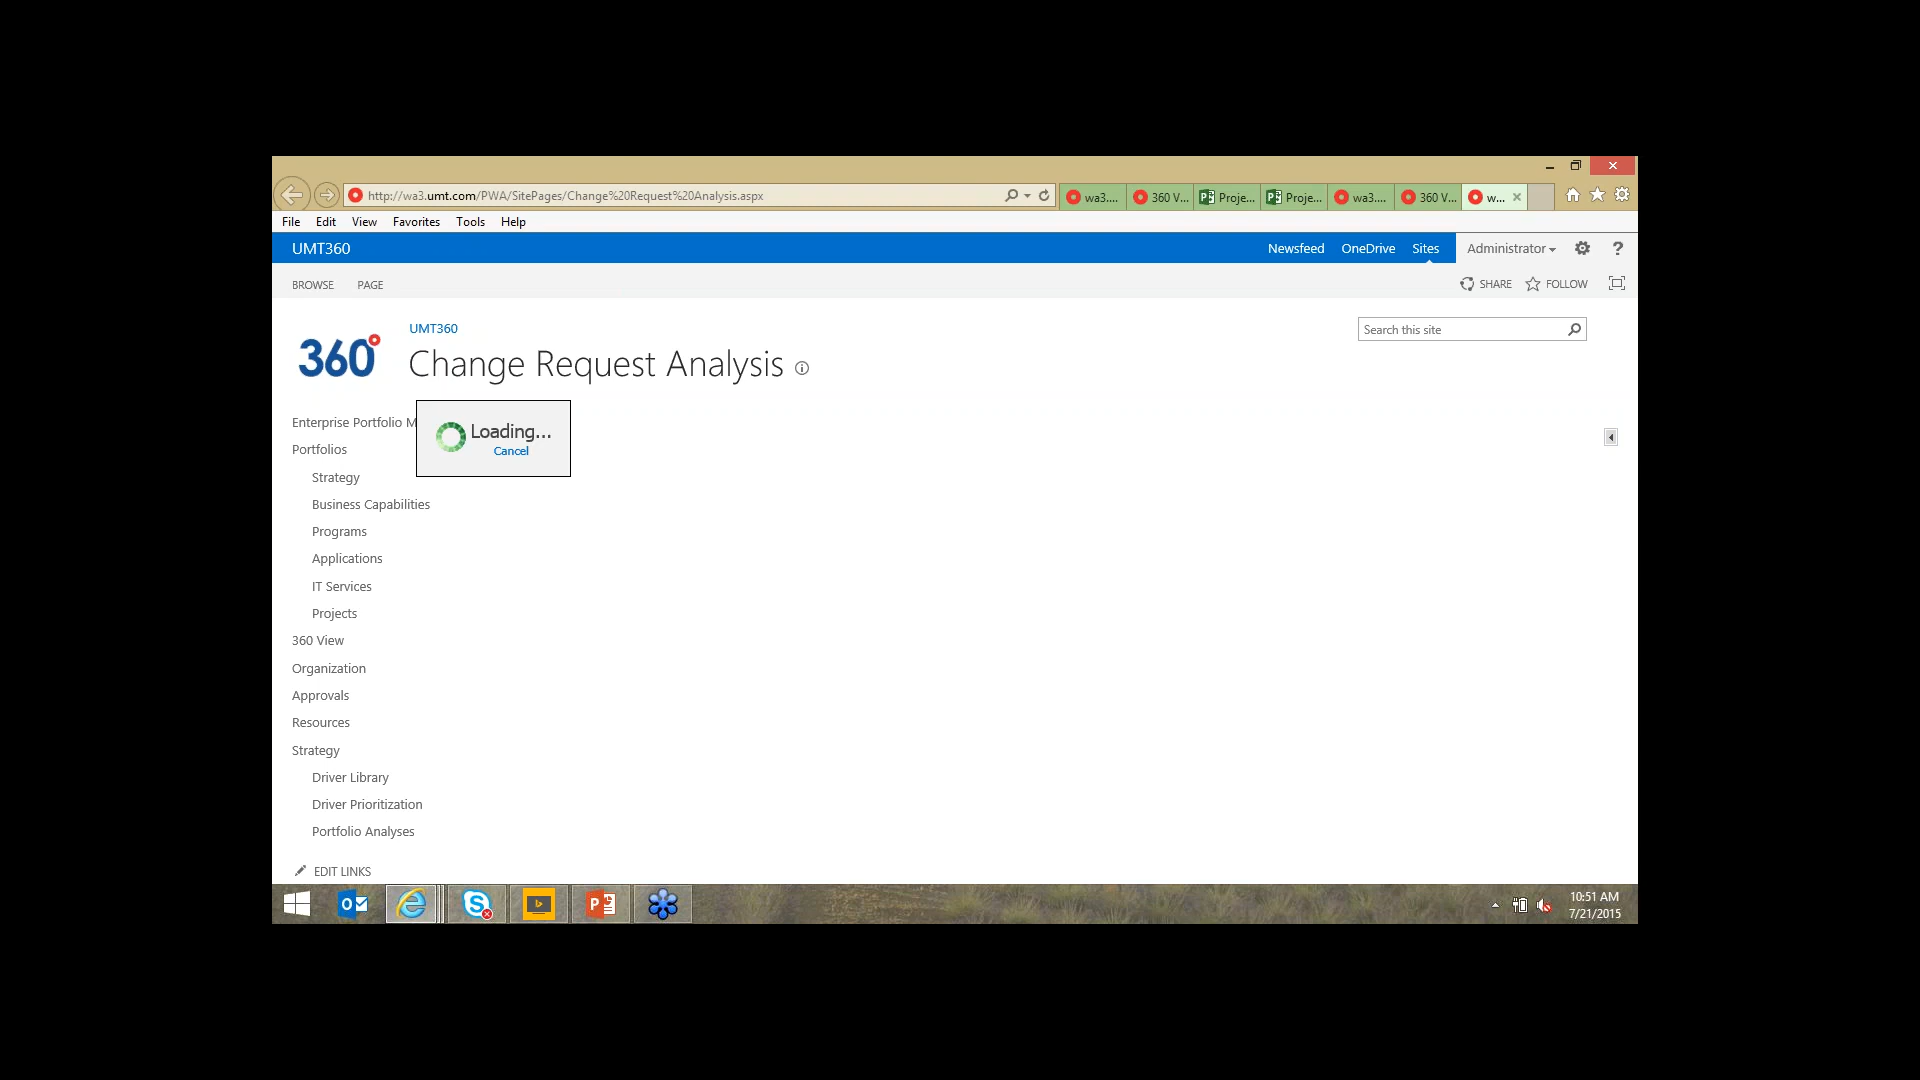 http://wa3.umt.com/PWA/SitePages/Change%20Request%20Analysis.aspx
wa3.... 360 V... Proje... Proje... wa3.... 360 V... w...
File Edit View Favorites Tools Help
UMT360 Newsfeed OneDrive Sites Administrator
BROWSE PAGE SHARE FOLLOW
UMT360
Search this site
360
Change Request Analysis
Enterprise Portfolio M
Loading...
Cancel
Portfolios
Strategy
Business Capabilities
Programs
Applications
IT Services
Projects
360 View
Organization
Approvals
Resources
Strategy
Driver Library
Driver Prioritization
Portfolio Analyses
EDIT LINKS
10:51 AM
7/21/2015